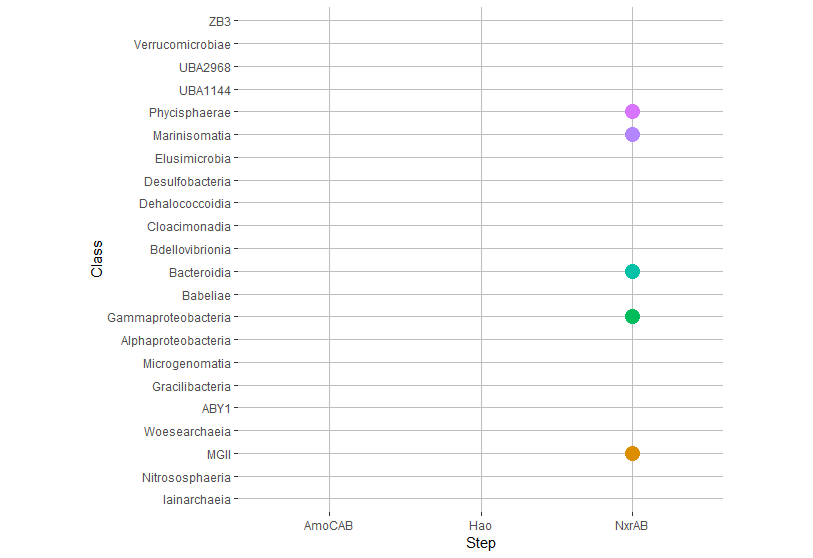 ZB3
Verrucomicrobiae
UBA2968
UBA1144
Phycisphaerae
Marinisomatia
Elusimicrobia
Desulfobacteria
Dehalococcoidia
Cloacimonadia
Bdellovibrionia
Bacteroidia
Babeliae
Gammaproteobacteria
Alphaproteobacteria
Microgenomatia
Gracilibacteria
ABY1
Woesearchaeia
MGII
Nitrososphaeria
Iainarchaeia
Class
AmoCAB Hao NxrAB
Step